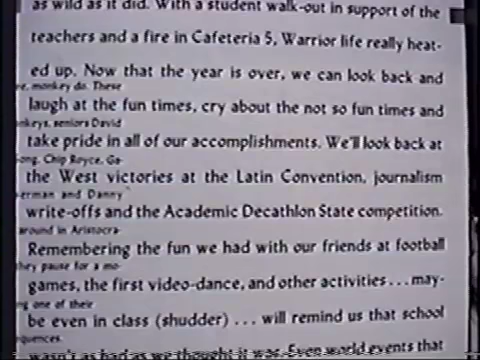 as wild as it did. With a student walk-out in support of the
teachers and a fire in Cafeteria 5, Warrior life really heat-
ed up. Now that the year is over, we can look back and
re, monkey do. These
laugh at the fun times, cry about the not so fun times and
nkeys, seniors David
take pride in all of our accomplishments. We'll look back at
ong, Chip Royce, Ga-
the West victories at the Latin Convention, journalism
erman and Danny
write-offs and the Academic Decathlon State competition.
around in Aristocra-
Remembering the fun we had with our friends at football
they pause for a mo-
games, the first video-dance, and other activities . . . may-
ng one of their
be even in class (shudder) . . . will remind us that school
quences.
wasn't as bad as we thought it was. Even world events that